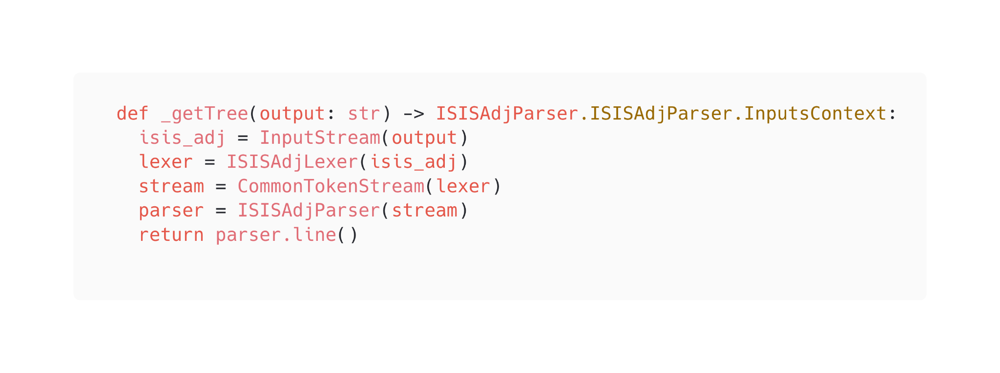 def _getTree(output: str) -> ISISAdjParser.ISISAdjParser.InputsContext:
  isis_adj = InputStream(output)
  lexer = ISISAdjLexer(isis_adj)
  stream = CommonTokenStream(lexer)
  parser = ISISAdjParser(stream)
  return parser.line()